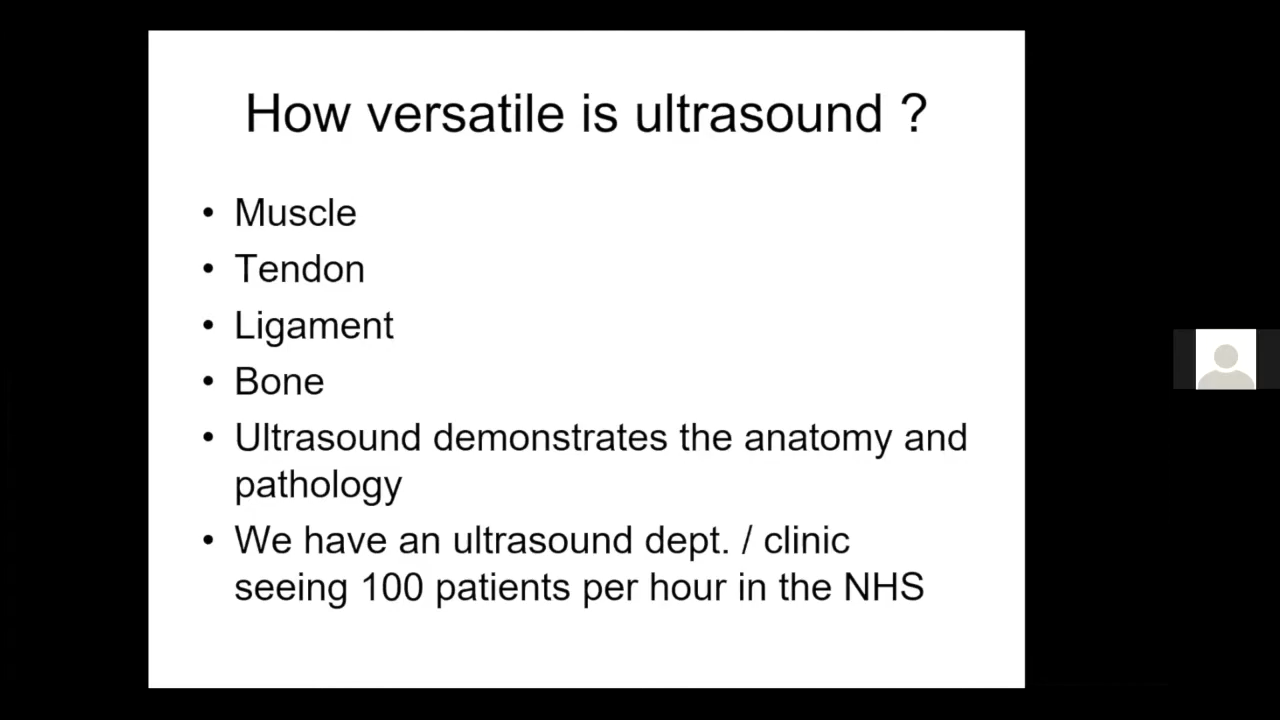 How versatile is ultrasound ?
• Muscle
• Tendon
• Ligament
• Bone
• Ultrasound demonstrates the anatomy and
pathology
• We have an ultrasound dept. / clinic
seeing 100 patients per hour in the NHS